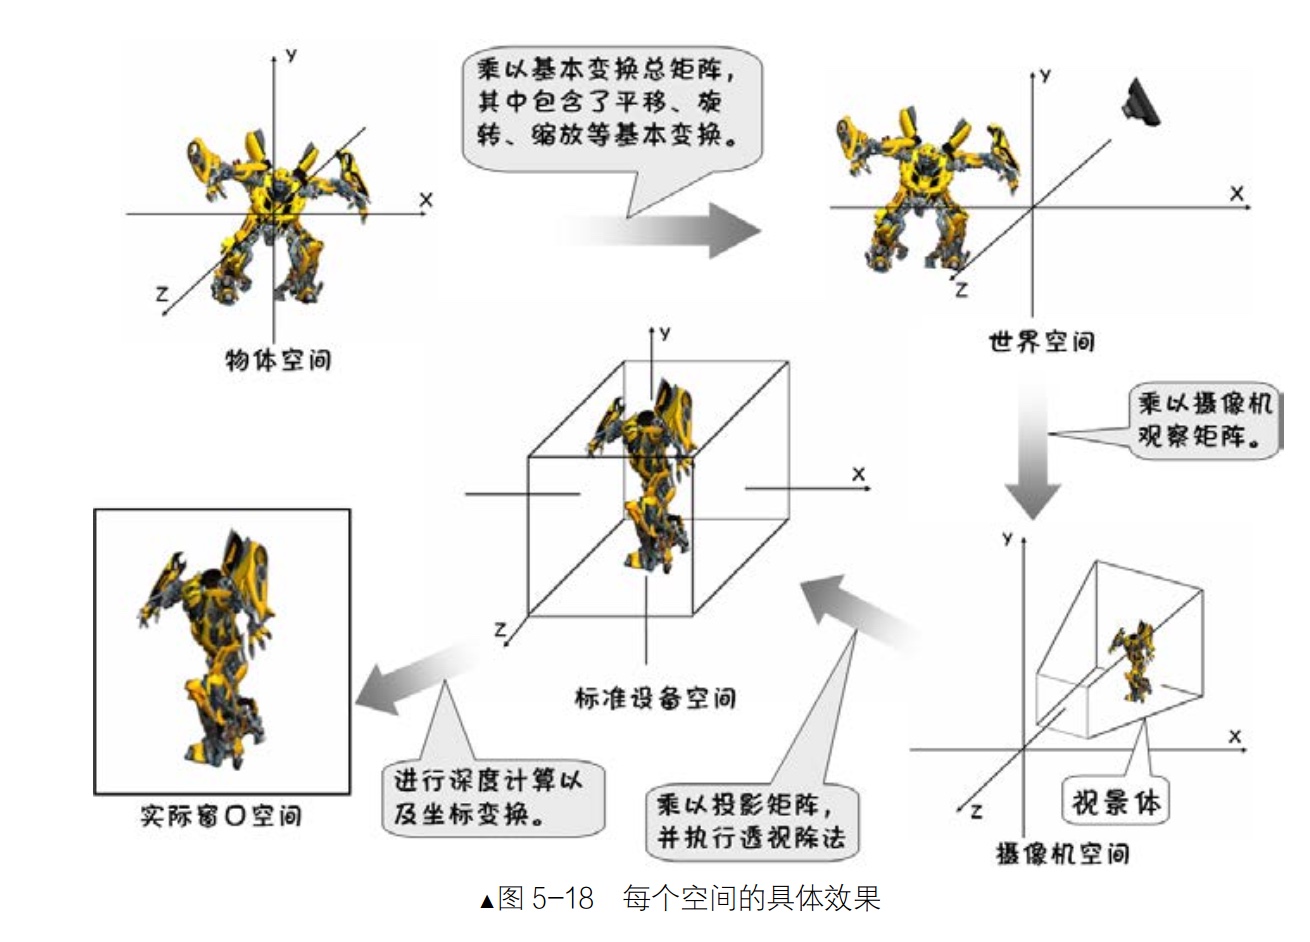 Y
X
Z
物体空间
乘以基本变换总矩阵，
其中包含了平移、旋
转、缩放等基本变换。
Y
X
Z
世界空间
乘以摄像机
观察矩阵。
Y
X
Z
视景体
摄像机空间
乘以投影矩阵，
并执行透视除法
Y
X
Z
标准设备空间
进行深度计算以
及坐标变换。
实际窗口空间
▲图 5-18 每个空间的具体效果